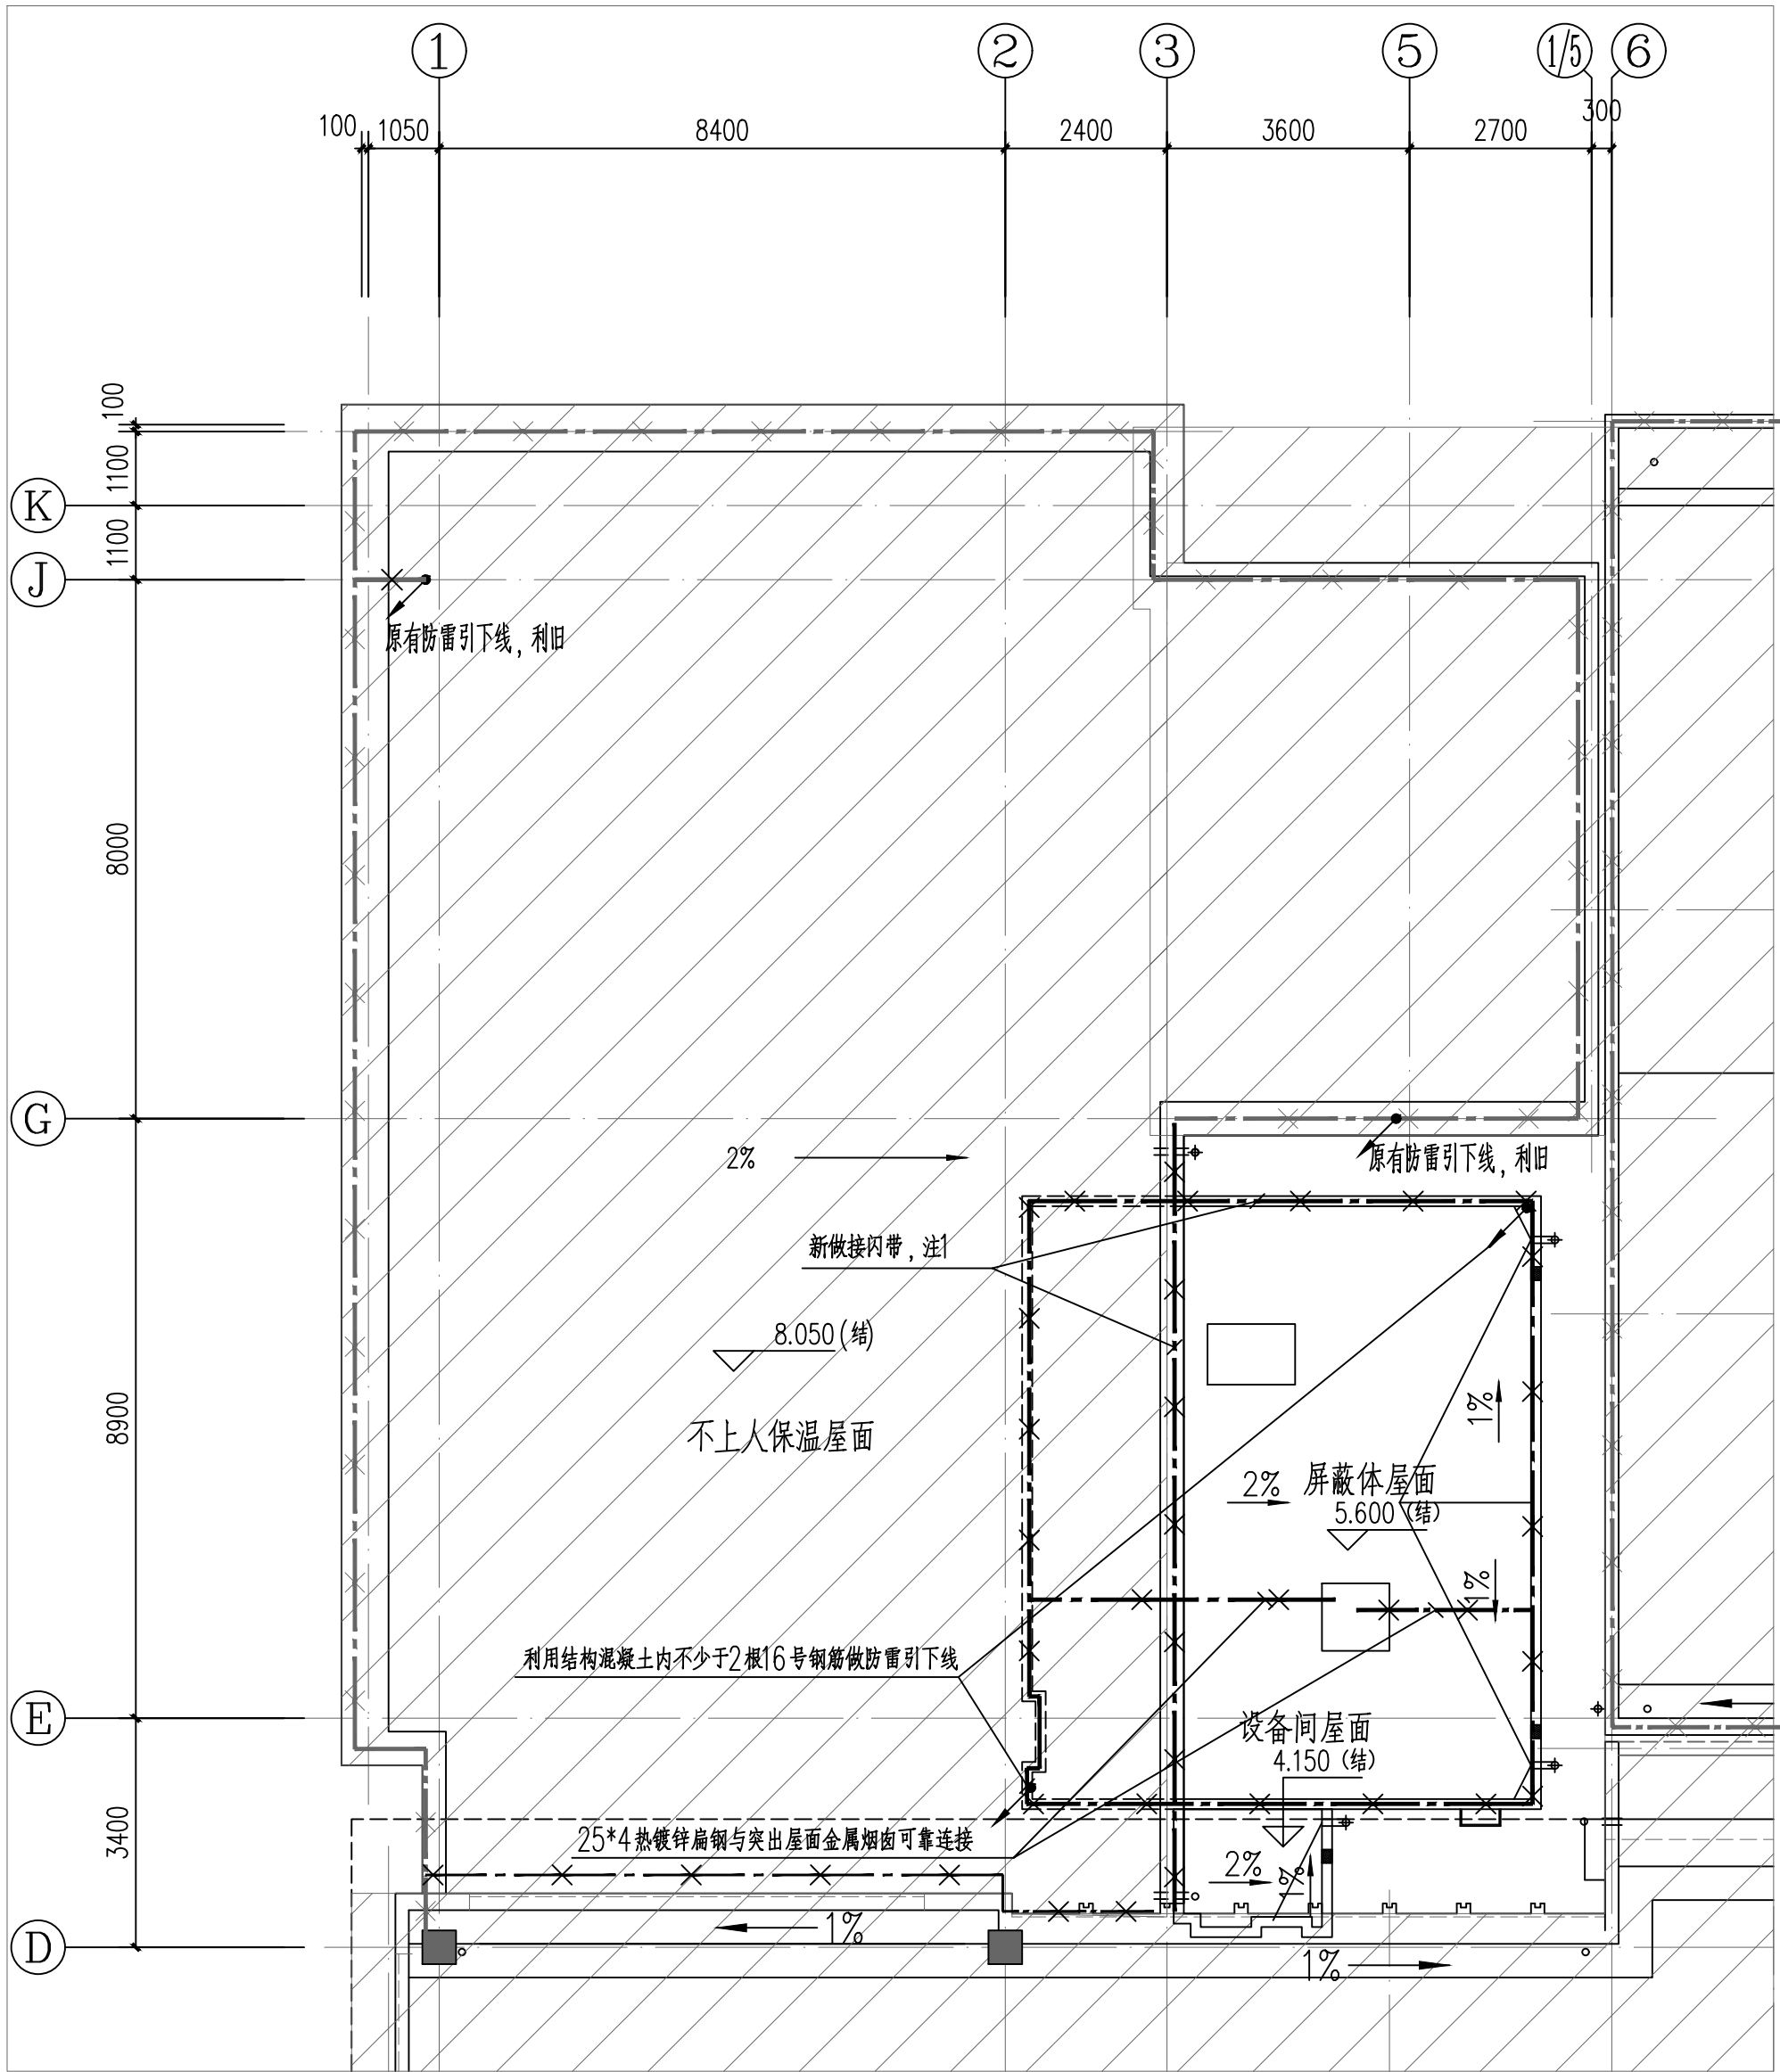 1 2 3 5 1/5 6
100 1050 8400 2400 3600 2700 300
100
1100
K
1100
J
原有防雷引下线，利旧
8000
G
2%
原有防雷引下线，利旧
新做接闪带，注1
8.050(结)
8900
不上人保温屋面
1%
2% 屏蔽体屋面
5.600 (结)
1%
利用结构混凝土内不少于2根16号钢筋做防雷引下线
E
设备间屋面
4.150 (结)
3400
25*4热镀锌扁钢与突出屋面金属烟囱可靠连接
2% 1%
1%
D
1%